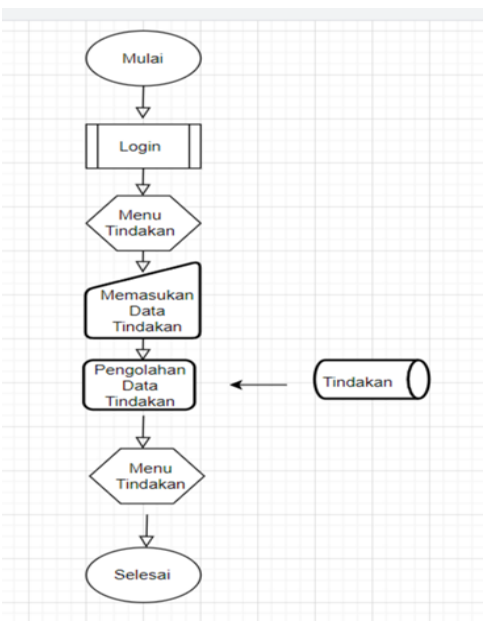 Mulai
Login
Menu
Tindakan
Memasukan
Data
Tindakan
Pengolahan
Data
Tindakan
Tindakan
Menu
Tindakan
Selesai